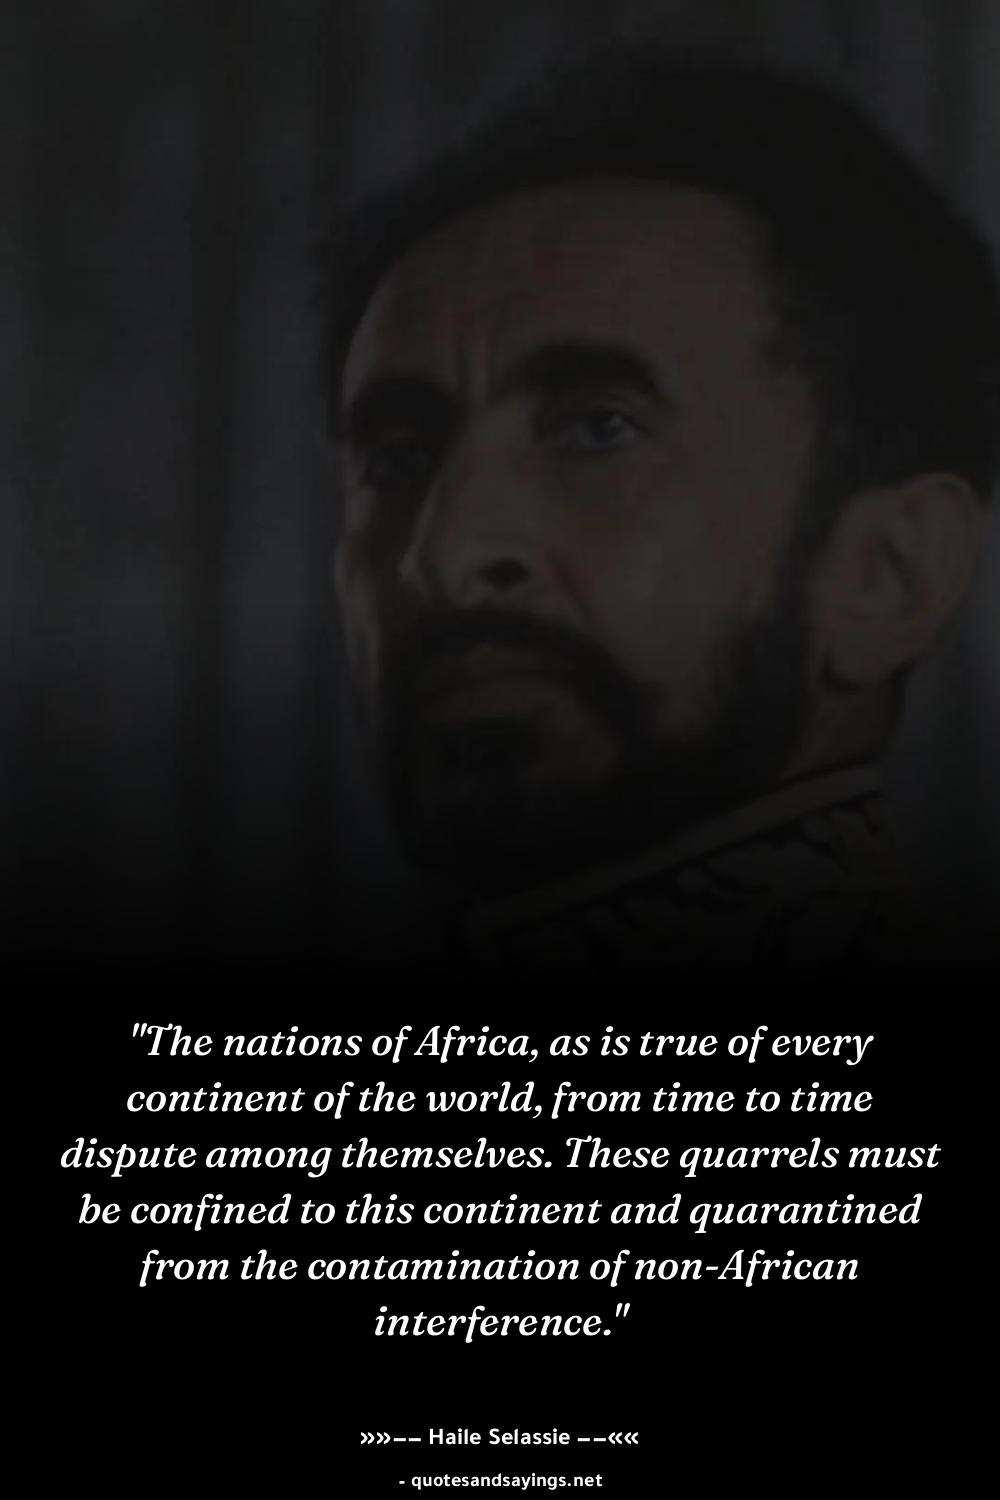 "The nations of Africa, as is true of every
continent of the world, from time to time
dispute among themselves. These quarrels must
be confined to this continent and quarantined
from the contamination of non-African
interference."
»»−− Haile Selassie −−««
- quotesandsayings.net